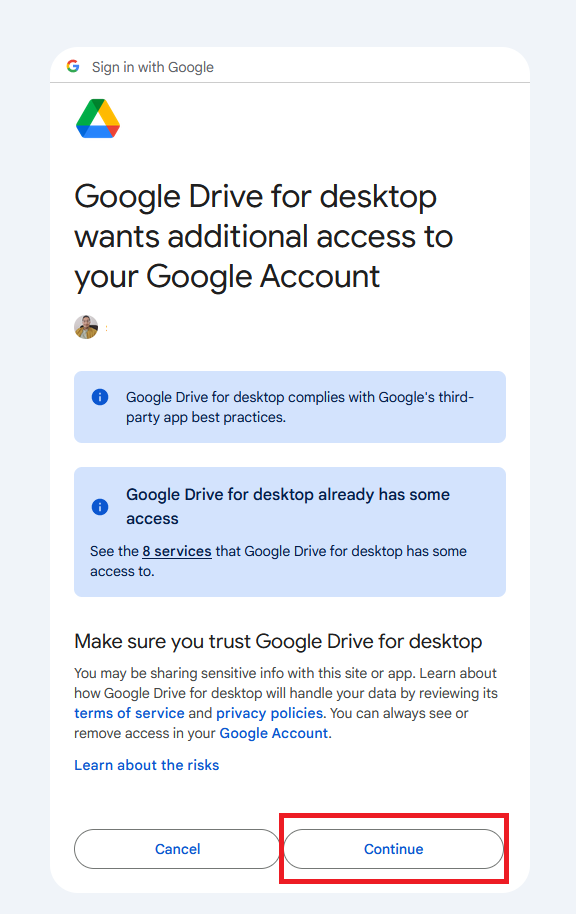 Sign in with Google
Google Drive for desktop
wants additional access to
your Google Account
Google Drive for desktop complies with Google's third-
party app best practices.
Google Drive for desktop already has some
access
See the 8 services that Google Drive for desktop has some
access to.
Make sure you trust Google Drive for desktop
You may be sharing sensitive info with this site or app. Learn about
how Google Drive for desktop will handle your data by reviewing its
terms of service and privacy policies. You can always see or
remove access in your Google Account.
Learn about the risks
Cancel
Continue